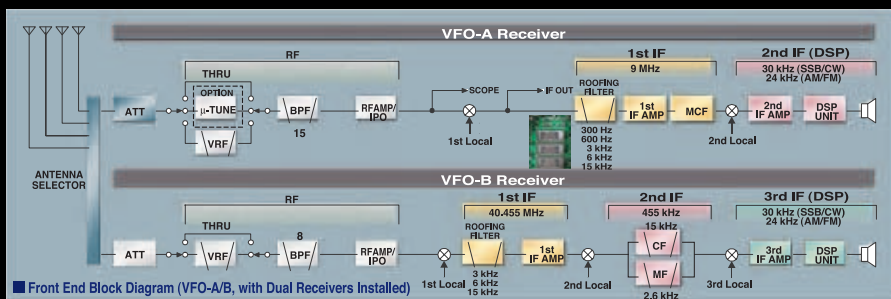 VFO-A Receiver
RF
1st IF
9 MHz
2nd IF (DSP)
30 kHz (SSB/CW)
24 kHz (AM/FM)
THRU
OPTION
μ-TUNE
VRF
ATT
BPF
15
RFAMP/
IPO
SCOPE
IF OUT
1st Local
ROOFING
FILTER
300 Hz
600 Hz
3 kHz
6 kHz
15 kHz
1st
IF AMP
MCF
2nd Local
2nd
IF AMP
DSP
UNIT
ANTENNA
SELECTOR
VFO-B Receiver
RF
1st IF
40.455 MHz
2nd IF
455 kHz
3rd IF (DSP)
30 kHz (SSB/CW)
24 kHz (AM/FM)
THRU
ATT
VRF
8
BPF
RFAMP/
IPO
1st Local
ROOFING
FILTER
3 kHz
6 kHz
15 kHz
1st
IF AMP
2nd Local
15 kHz
CF
MF
2.6 kHz
3rd Local
3rd
IF AMP
DSP
UNIT
Front End Block Diagram (VFO-A/B, with Dual Receivers Installed)